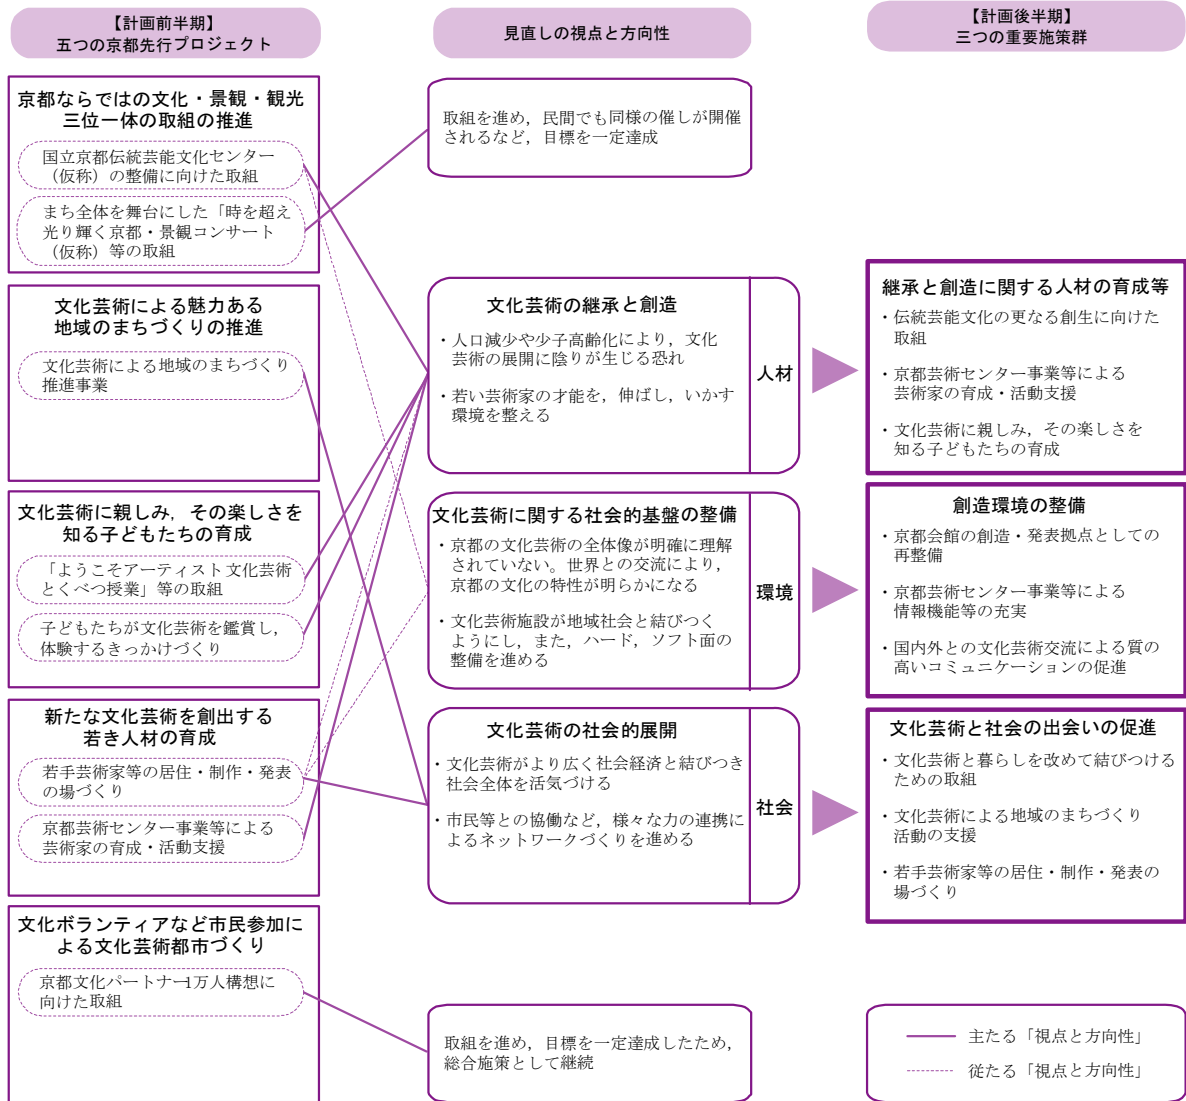 【計画前半期】
五つの京都先行プロジェクト
京都ならではの文化・景観・観光
三位一体の取組の推進
国立京都伝統芸能文化センター
（仮称）の整備に向けた取組
まち全体を舞台にした「時を超え
光り輝く京都・景観コンサート
（仮称）等の取組
文化芸術による魅力ある
地域のまちづくりの推進
文化芸術による地域のまちづくり
推進事業
文化芸術に親しみ，その楽しさを
知る子どもたちの育成
「ようこそアーティスト文化芸術
とくべつ授業」等の取組
子どもたちが文化芸術を鑑賞し，
体験するきっかけづくり
新たな文化芸術を創出する
若き人材の育成
若手芸術家等の居住・制作・発表
の場づくり
京都芸術センター事業等による
芸術家の育成・活動支援
文化ボランティアなど市民参加に
よる文化芸術都市づくり
京都文化パートナー1万人構想に
向けた取組
見直しの視点と方向性
取組を進め，民間でも同様の催しが開催
されるなど，目標を一定達成
文化芸術の継承と創造
・人口減少や少子高齢化により，文化
芸術の展開に陰りが生じる恐れ
・若い芸術家の才能を，伸ばし，いかす
環境を整える
人材
文化芸術に関する社会的基盤の整備
・京都の文化芸術の全体像が明確に理解
されていない。世界との交流により，
京都の文化の特性が明らかになる
・文化芸術施設が地域社会と結びつく
ようにし，また，ハード，ソフト面の
整備を進める
環境
文化芸術の社会的展開
・文化芸術がより広く社会経済と結びつき
社会全体を活気づける
・市民等との協働など，様々な力の連携に
よるネットワークづくりを進める
社会
取組を進め，目標を一定達成したため，
総合施策として継続
【計画後半期】
三つの重要施策群
継承と創造に関する人材の育成等
・伝統芸能文化の更なる創生に向けた
取組
・京都芸術センター事業等による
芸術家の育成・活動支援
・文化芸術に親しみ，その楽しさを
知る子どもたちの育成
創造環境の整備
・京都会館の創造・発表拠点としての
再整備
・京都芸術センター事業等による
情報機能等の充実
・国内外との文化芸術交流による質の
高いコミュニケーションの促進
文化芸術と社会の出会いの促進
・文化芸術と暮らしを改めて結びつける
ための取組
・文化芸術による地域のまちづくり
活動の支援
・若手芸術家等の居住・制作・発表の
場づくり
主たる「視点と方向性」
従たる「視点と方向性」